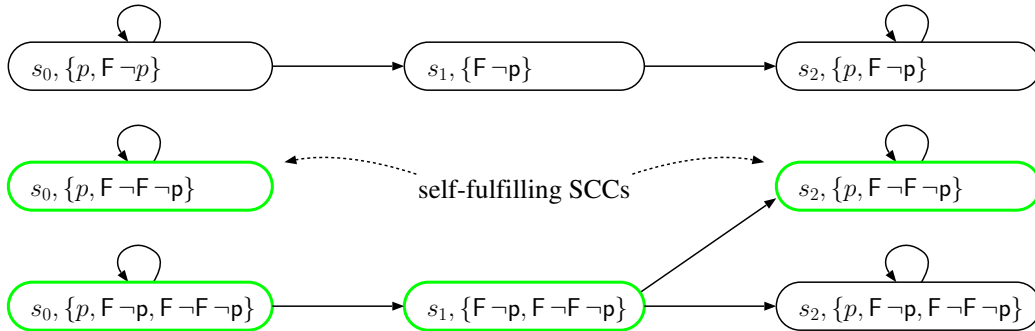 s₀, {p, F ¬p}
s₁, {F ¬p}
s₂, {p, F ¬p}
s₀, {p, F ¬F ¬p}
self-fulfilling SCCs
s₂, {p, F ¬F ¬p}
s₀, {p, F ¬p, F ¬F ¬p}
s₁, {F ¬p, F ¬F ¬p}
s₂, {p, F ¬p, F ¬F ¬p}